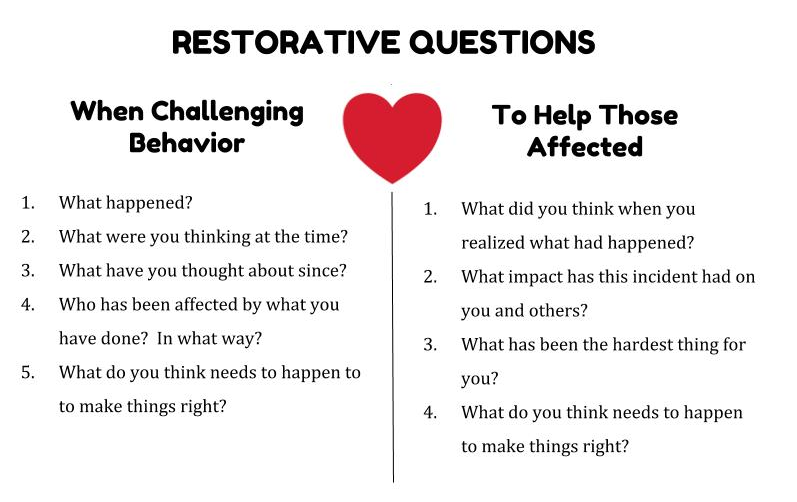 RESTORATIVE QUESTIONS
When Challenging
Behavior
1. What happened?
2. What were you thinking at the time?
3. What have you thought about since?
4. Who has been affected by what you
have done?  In what way?
5. What do you think needs to happen to
to make things right?
To Help Those
Affected
1. What did you think when you
realized what had happened?
2. What impact has this incident had on
you and others?
3. What has been the hardest thing for
you?
4. What do you think needs to happen
to make things right?